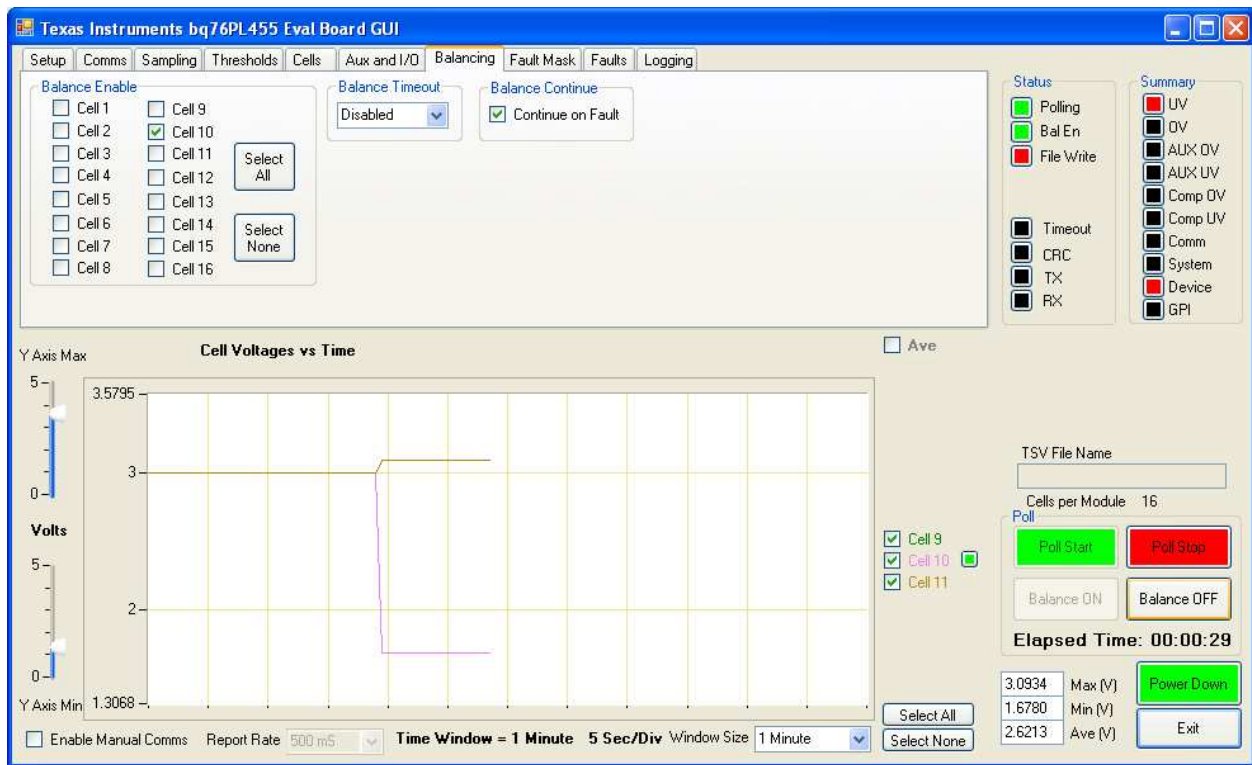 Texas Instruments bq76PL455 Eval Board GUI
Setup Comms Sampling Thresholds Cells Aux and I/O Balancing Fault Mask Faults Logging
Balance Enable
Cell 1
Cell 2
Cell 3
Cell 4
Cell 5
Cell 6
Cell 7
Cell 8
Cell 9
Cell 10
Cell 11
Cell 12
Cell 13
Cell 14
Cell 15
Cell 16
Select All
Select None
Balance Timeout
Disabled
Balance Continue
Continue on Fault
Status
Polling
Bal En
File Write
Timeout
CRC
TX
RX
Summary
UV
OV
AUX OV
AUX UV
Comp OV
Comp UV
Comm
System
Device
GPI
Y Axis Max
5
0
Volts
5
0
Y Axis Min
Cell Voltages vs Time
3.5795
3
2
1.3068
Ave
Cell 9
Cell 10
Cell 11
Select All
Select None
TSV File Name
Cells per Module 16
Poll
Poll Start
Poll Stop
Balance ON
Balance OFF
Elapsed Time: 00:00:29
3.0934 Max (V)
1.6780 Min (V)
2.6213 Ave (V)
Power Down
Exit
Enable Manual Comms Report Rate 500 mS Time Window = 1 Minute 5 Sec/Div Window Size 1 Minute